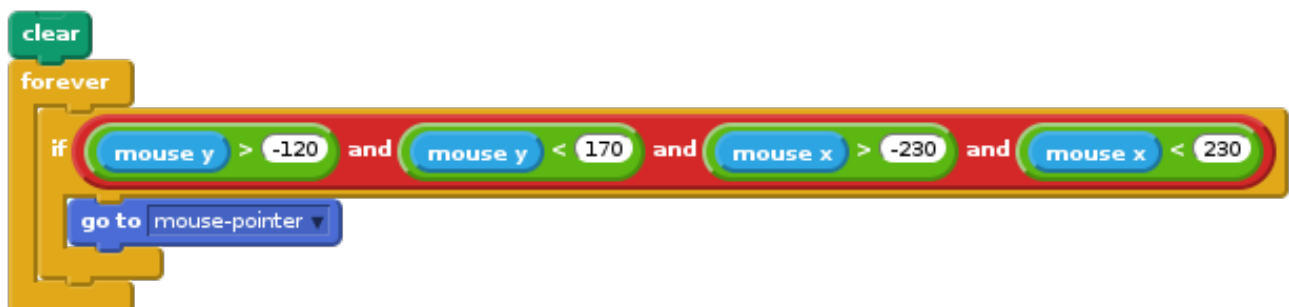 clear
forever
if mouse y > -120 and mouse y < 170 and mouse x > -230 and mouse x < 230
go to mouse-pointer